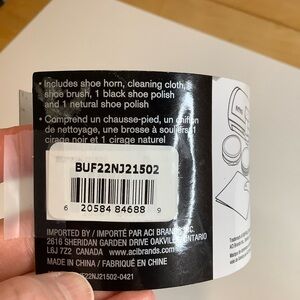 • Includes shoe horn, cleaning cloth,
shoe brush, 1 black shoe polish
and 1 netural shoe polish
• Comprend un chausse-pied, un chiffon
de nettoyage, une brosse à souliers 1
cirage noir et 1 cirage naturel
BUF22NJ21502
6 20584 84688 9
IMPORTED BY / IMPORTÉ PAR ACI BRANDS INC.
2616 SHERIDAN GARDEN DRIVE OAKVILLE, ONTARIO
L6J 7Z2 CANADA www.acibrands.com
MADE IN CHINA / FABRIQUÉ EN CHINE
BUF22NJ21502-0421